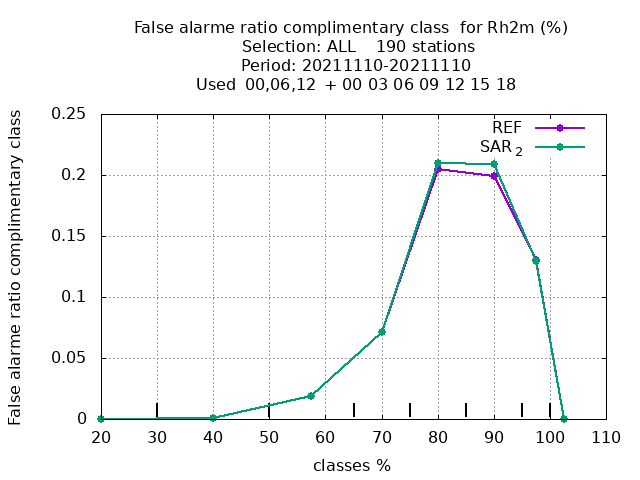 False alarme ratio complimentary class  for Rh2m (%)
Selection: ALL    190 stations
Period: 20211110-20211110
Used  00,06,12  + 00 03 06 09 12 15 18
False alarme ratio complimentary class
0.25
0.2
0.15
0.1
0.05
0
REF
SAR 2
20 30 40 50 60 70 80 90 100 110
classes %